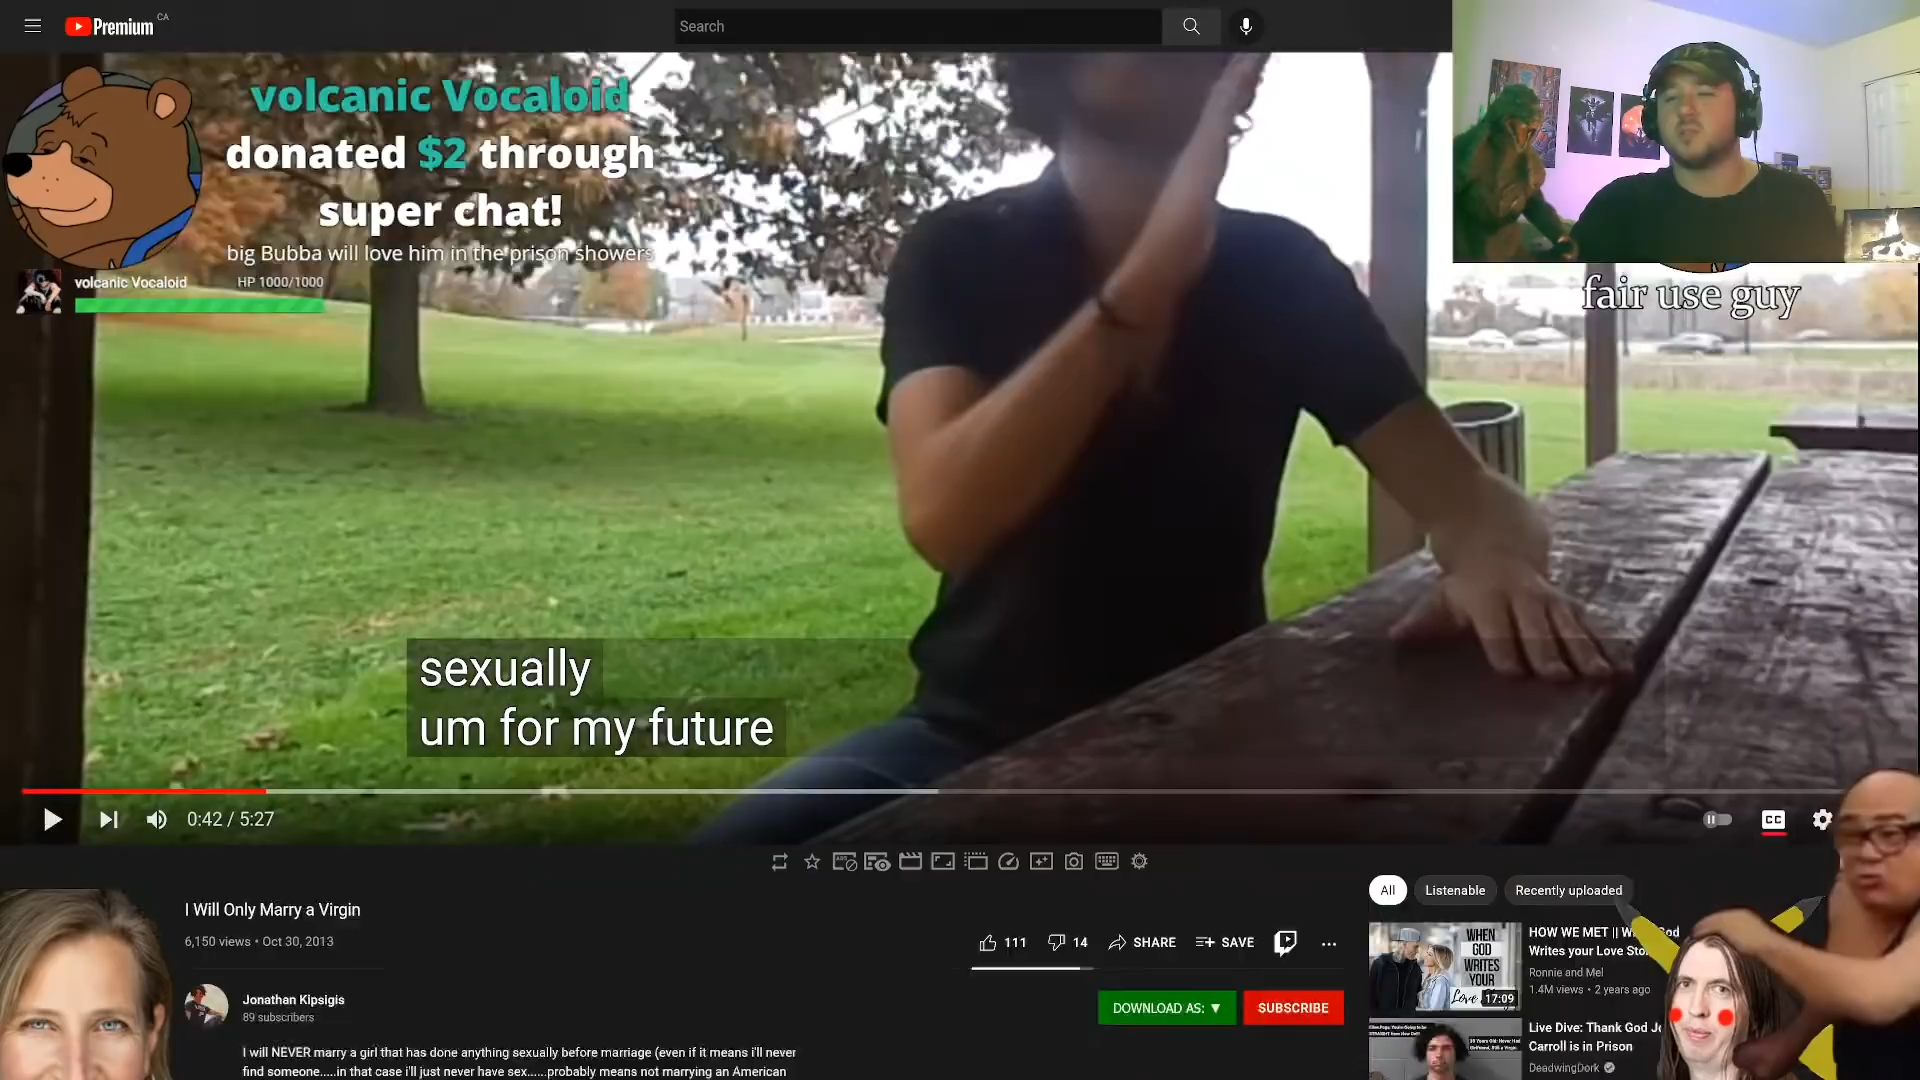 Premium CA
Search
volcanic Vocaloid
donated $2 through
super chat!
big Bubba will love him in the prison showers
volcanic Vocaloid HP 1000/1000
fair use guy
sexually
um for my future
0:42 / 5:27
CC
I Will Only Marry a Virgin
6,150 views • Oct 30, 2013
111 14 SHARE SAVE
Jonathan Kipsigis
89 subscribers
DOWNLOAD AS: ▼ SUBSCRIBE
I will NEVER marry a girl that has done anything sexually before marriage (even if it means i'll never
find someone.....in that case i'll just never have sex......probably means not marrying an American
All Listenable Recently uploaded
WHEN
GOD
WRITES
YOUR
Love
17:09
HOW WE MET || God
Writes your Love
Ronnie and Mel
1.4M views • 2 years ago
Live Dive: Thank God
Carroll is in Prison
DeadwingDork